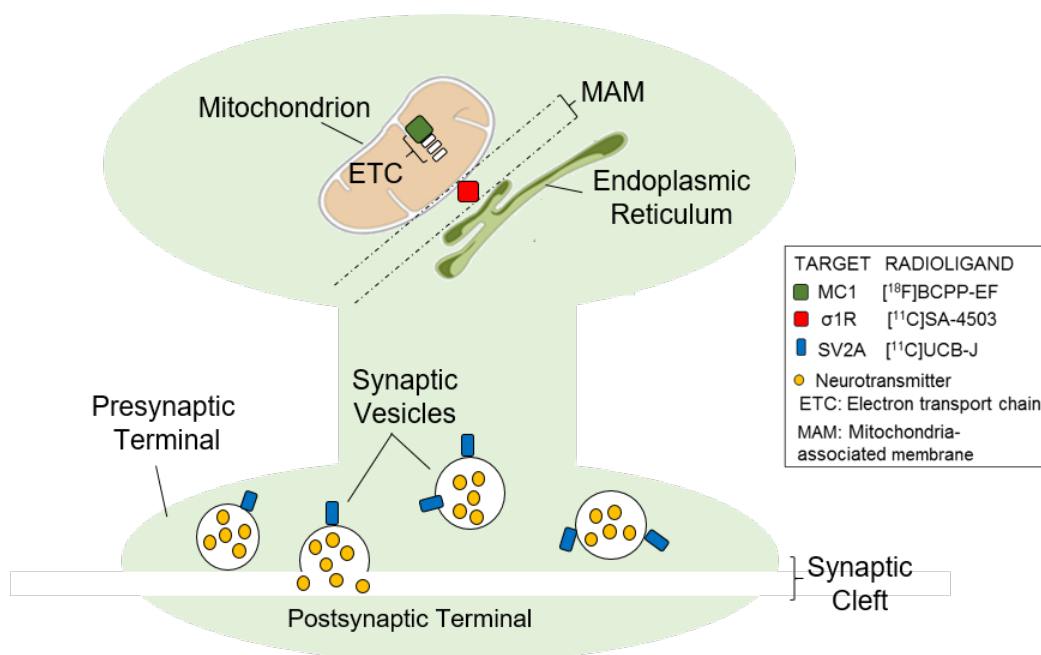 Mitochondrion
MAM
ETC
Endoplasmic
Reticulum
TARGET RADIOLIGAND
MC1 [¹⁸F]BCPP-EF
σ1R [¹¹C]SA-4503
SV2A [¹¹C]UCB-J
Neurotransmitter
ETC: Electron transport chain
MAM: Mitochondria-
associated membrane
Synaptic
Vesicles
Presynaptic
Terminal
Synaptic
Cleft
Postsynaptic Terminal